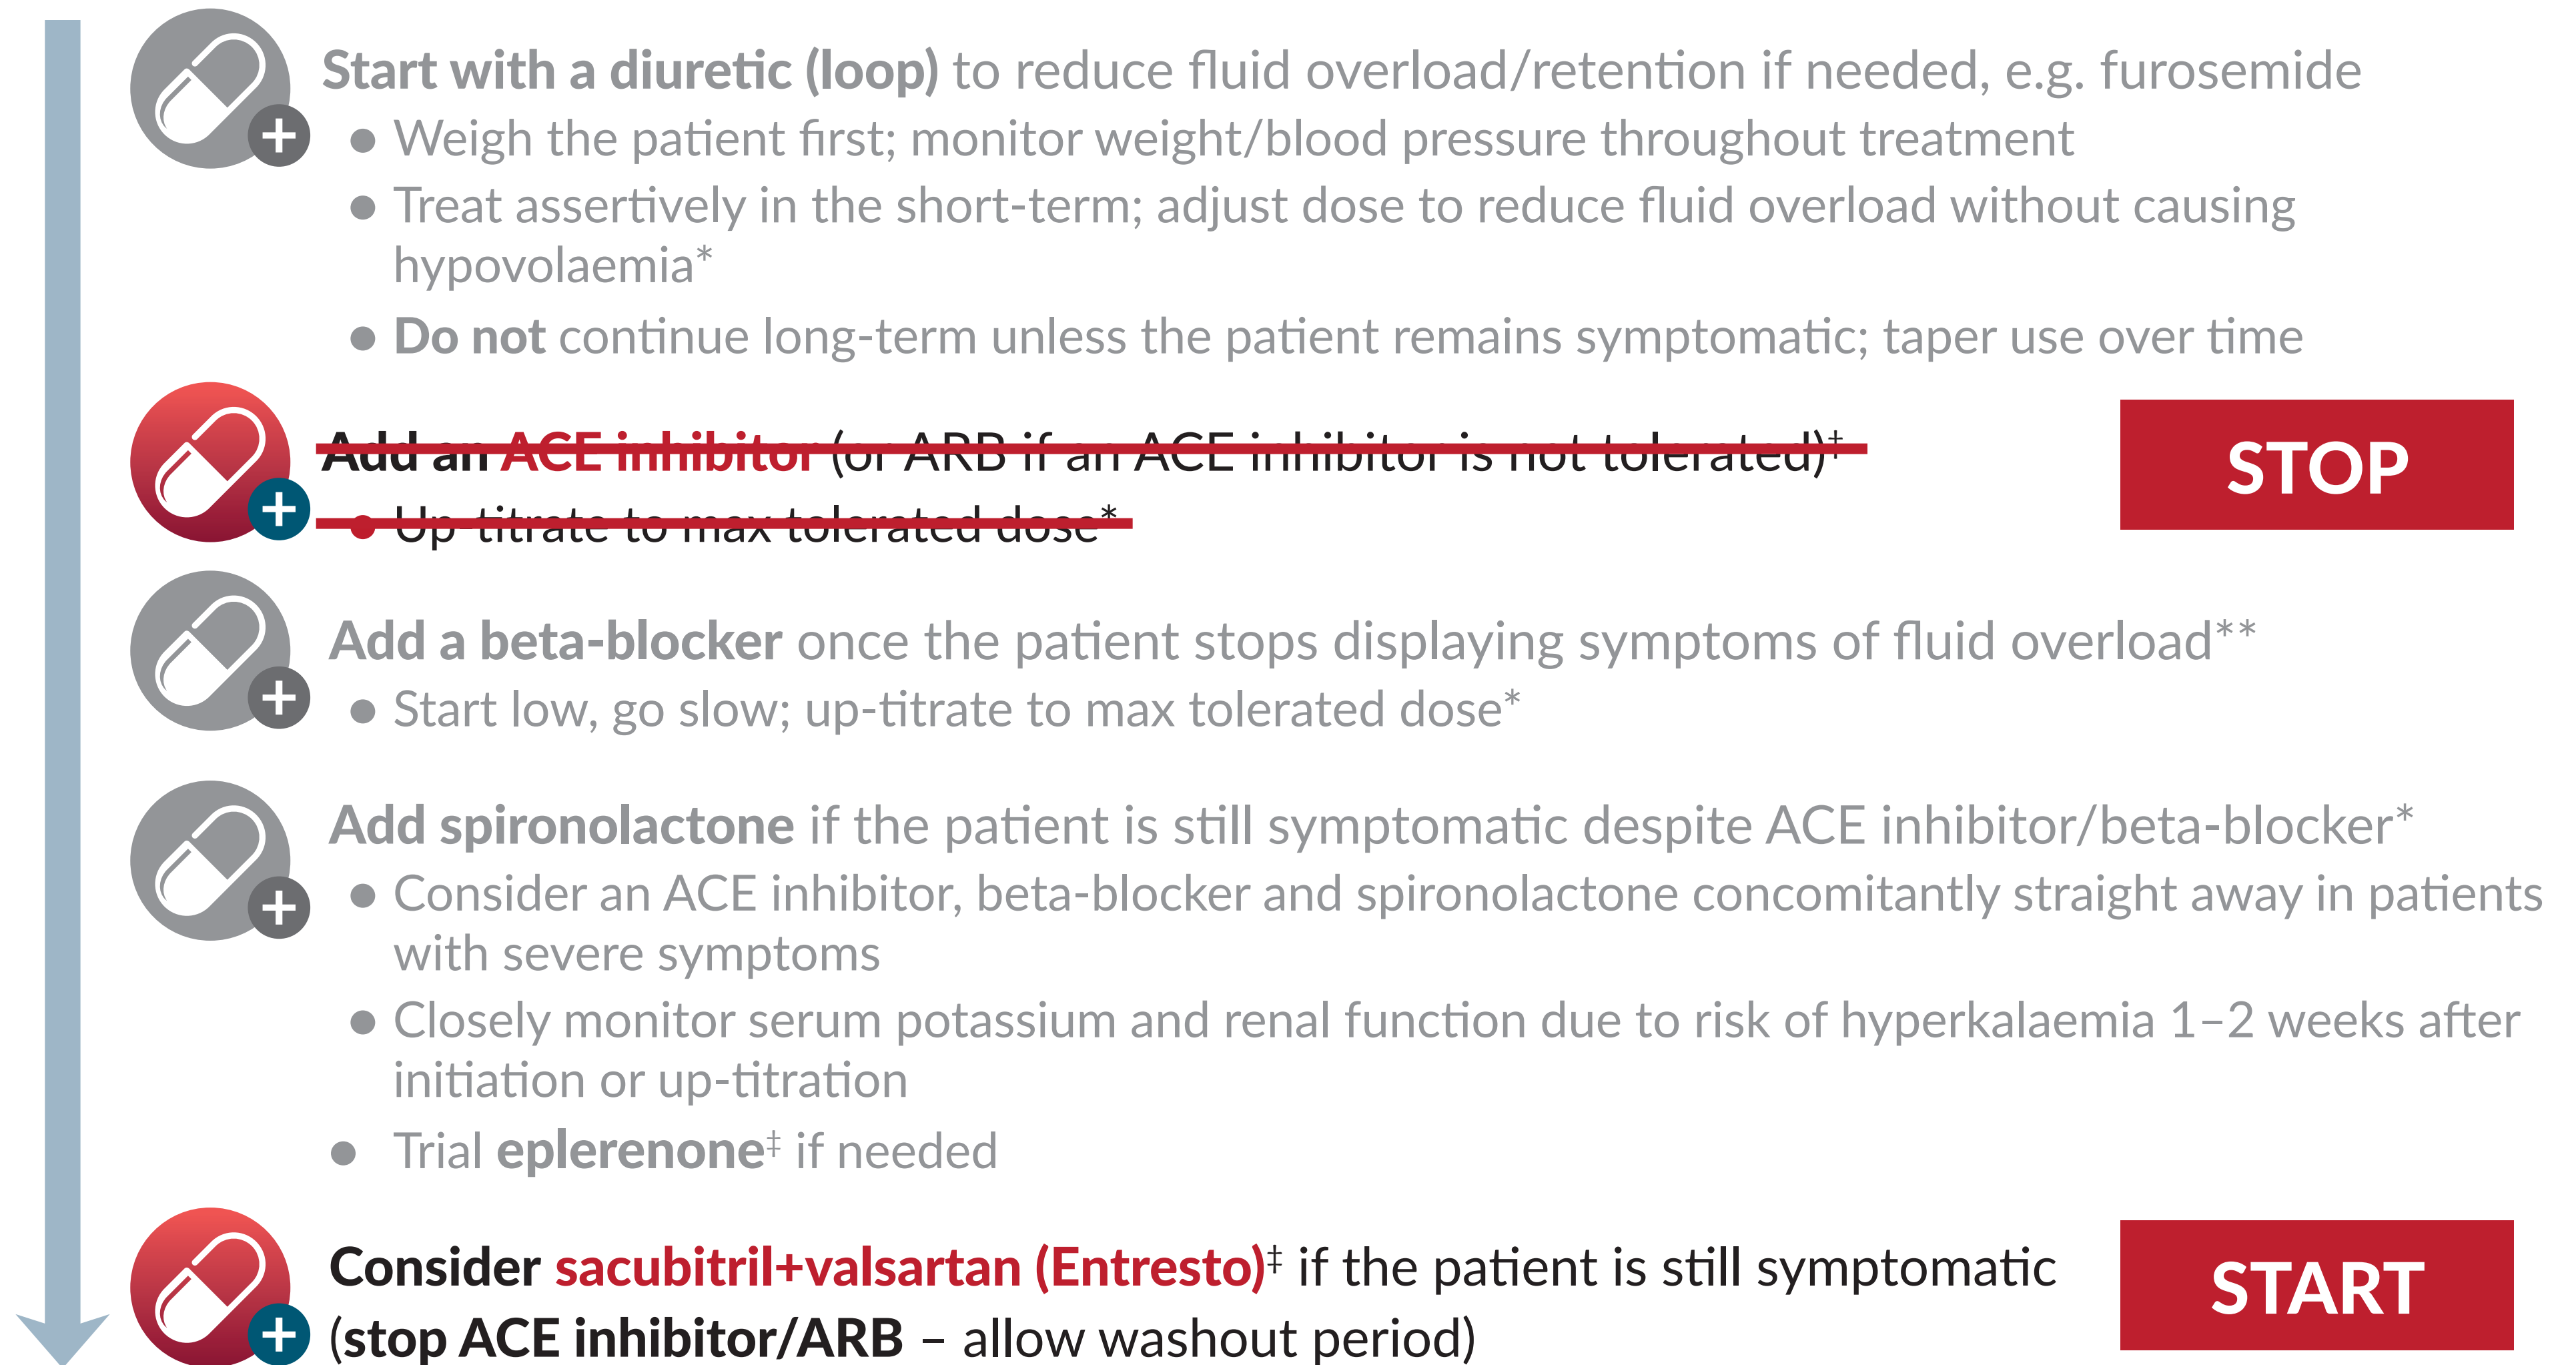 Start with a diuretic (loop) to reduce fluid overload/retention if needed, e.g. furosemide
● Weigh the patient first; monitor weight/blood pressure throughout treatment
● Treat assertively in the short-term; adjust dose to reduce fluid overload without causing
hypovolaemia*
● Do not continue long-term unless the patient remains symptomatic; taper use over time
Add an ACE inhibitor (or ARB if an ACE inhibitor is not tolerated)†
STOP
● Up-titrate to max tolerated dose*
Add a beta-blocker once the patient stops displaying symptoms of fluid overload**
● Start low, go slow; up-titrate to max tolerated dose*
Add spironolactone if the patient is still symptomatic despite ACE inhibitor/beta-blocker*
● Consider an ACE inhibitor, beta-blocker and spironolactone concomitantly straight away in patients
with severe symptoms
● Closely monitor serum potassium and renal function due to risk of hyperkalaemia 1–2 weeks after
initiation or up-titration
● Trial eplerenone‡ if needed
Consider sacubitril+valsartan (Entresto)‡ if the patient is still symptomatic
(stop ACE inhibitor/ARB – allow washout period)
START